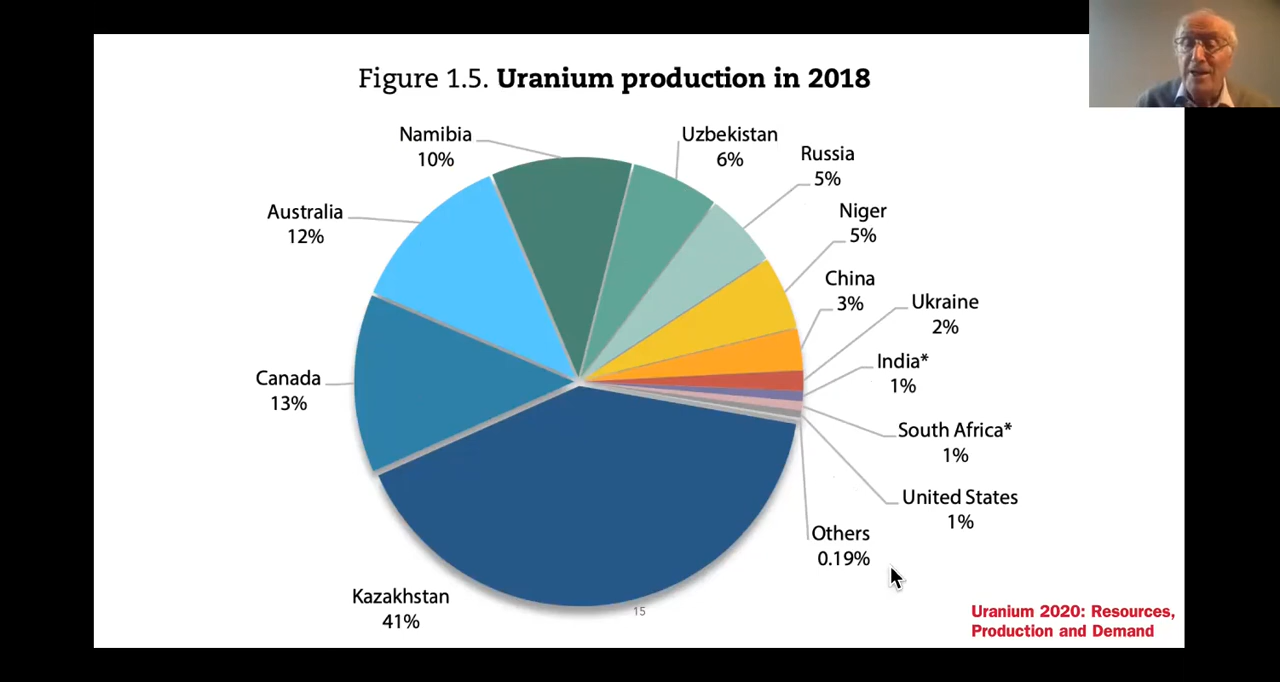 Figure 1.5. Uranium production in 2018
Namibia
10%
Uzbekistan
6%
Russia
5%
Australia
12%
Niger
5%
China
3%
Ukraine
2%
India*
1%
Canada
13%
South Africa*
1%
United States
1%
Others
0.19%
Kazakhstan
41%
15
Uranium 2020: Resources,
Production and Demand